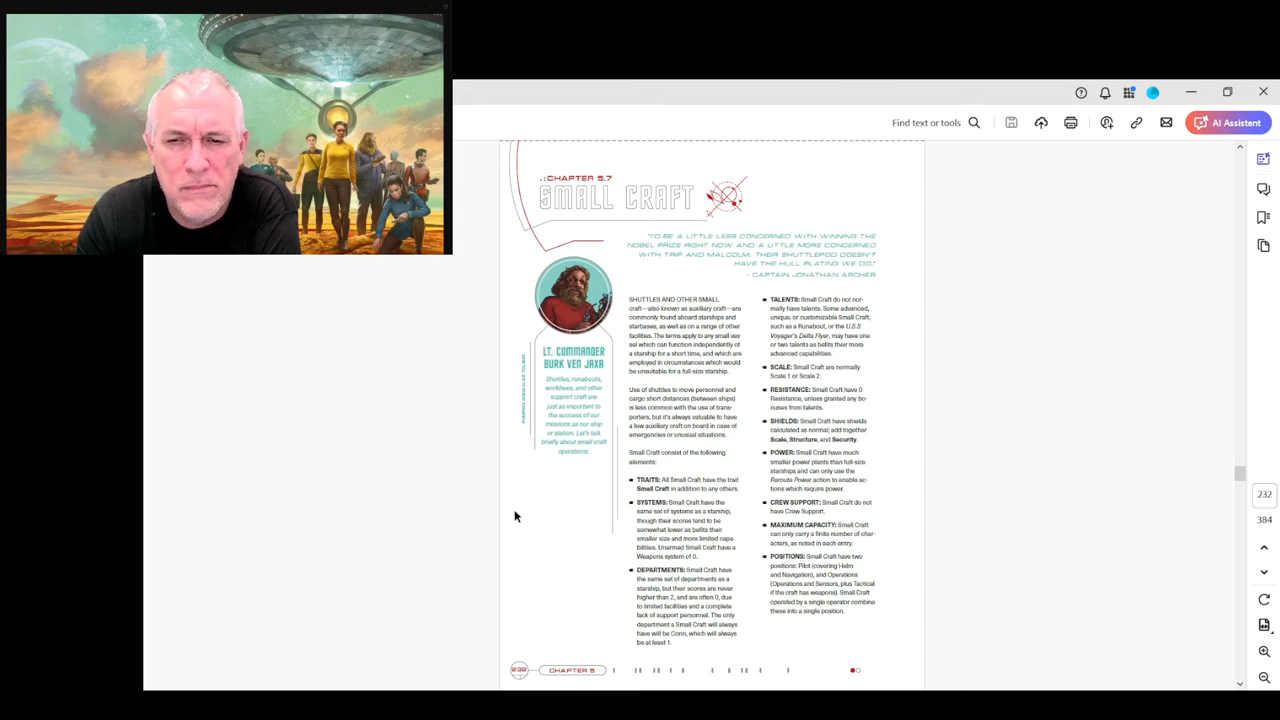 Find text or tools
AI Assistant
.:CHAPTER 5.7
SMALL CRAFT
"I'D BE A LITTLE LESS CONCERNED WITH WINNING THE
NOBEL PRIZE RIGHT NOW AND A LITTLE MORE CONCERNED
WITH TRIP AND MALCOLM. THEIR SHUTTLEPOD DOESN'T
HAVE THE HULL PLATING WE DO."
- CAPTAIN JONATHAN ARCHER
LT. COMMANDER
BURK VEN JAXA
Shuttles, runabouts,
workbees, and other
support craft are
just as important to
the success of our
missions as our ship
or station. Let's talk
briefly about small craft
operations.
SHUTTLES AND OTHER SMALL
craft—also known as auxiliary craft—are
commonly found aboard starships and
starbases, as well as on a range of other
facilities. The terms apply to any small ves-
sel which can function independently of
a starship for a short time, and which are
employed in circumstances which would
be unsuitable for a full-size starship.
Use of shuttles to move personnel and
cargo short distances (between ships)
is less common with the use of trans-
porters, but it's always valuable to have
a few auxiliary craft on board in case of
emergencies or unusual situations.
Small Craft consist of the following
elements:
TRAITS: All Small Craft have the trait
Small Craft in addition to any others.
SYSTEMS: Small Craft have the
same set of systems as a starship,
though their scores tend to be
somewhat lower as befits their
smaller size and more limited capa-
bilities. Unarmed Small Craft have a
Weapons system of 0.
DEPARTMENTS: Small Craft have
the same set of departments as a
starship, but their scores are never
higher than 2, and are often 0, due
to limited facilities and a complete
lack of support personnel. The only
department a Small Craft will always
have will be Conn, which will always
be at least 1.
TALENTS: Small Craft do not nor-
mally have talents. Some advanced,
unique, or customizable Small Craft,
such as a Runabout, or the U.S.S
Voyager's Delta Flyer, may have one
or two talents as befits their more
advanced capabilities.
SCALE: Small Craft are normally
Scale 1 or Scale 2.
RESISTANCE: Small Craft have 0
Resistance, unless granted any bo-
nuses from talents.
SHIELDS: Small Craft have shields
calculated as normal; add together
Scale, Structure, and Security.
POWER: Small Craft have much
smaller power plants than full-size
starships and can only use the
Reroute Power action to enable ac-
tions which require power.
CREW SUPPORT: Small Craft do not
have Crew Support.
MAXIMUM CAPACITY: Small Craft
can only carry a finite number of char-
acters, as noted in each entry.
POSITIONS: Small Craft have two
positions: Pilot (covering Helm
and Navigation), and Operations
(Operations and Sensors, plus Tactical
if the craft has weapons). Small Craft
operated by a single operator combine
these into a single position.
232
CHAPTER 5
232
384